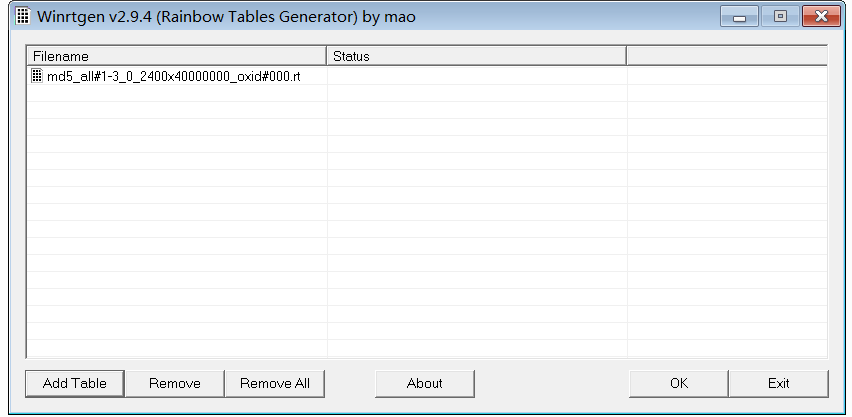 Winrtgen v2.9.4 (Rainbow Tables Generator) by mao
Filename Status
md5_all#1-3_0_2400x40000000_oxid#000.rt
Add Table Remove Remove All About OK Exit